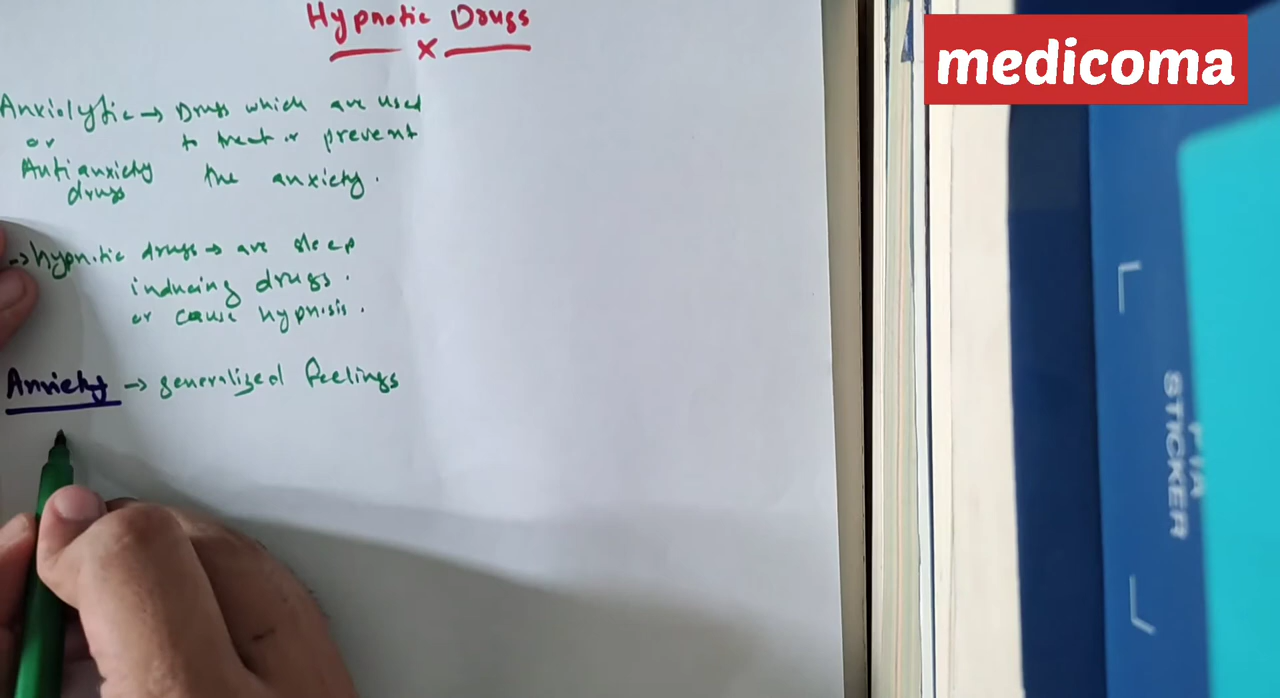 Hypnotic Drugs
x
medicoma
Anxiolytic → Drugs which are used
or to treat or prevent
Antianxiety the anxiety.
drugs
→ hypnotic drugs → are sleep
inducing drugs.
or cause hypnosis.
Anxiety → generalized feelings
PTA
STICKER